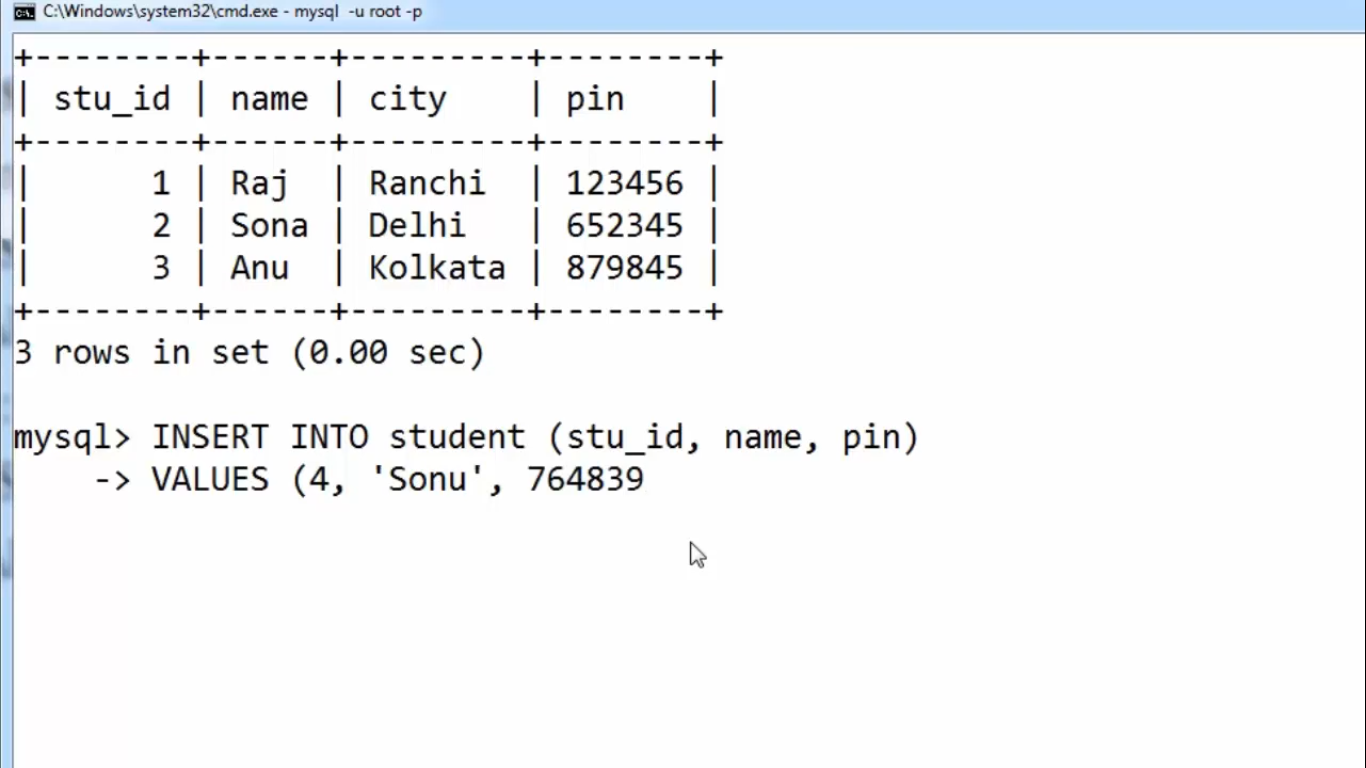 C:\Windows\system32\cmd.exe - mysql  -u root -p
+--------+------+---------+--------+
| stu_id | name | city    | pin    |
+--------+------+---------+--------+
|      1 | Raj  | Ranchi  | 123456 |
|      2 | Sona | Delhi   | 652345 |
|      3 | Anu  | Kolkata | 879845 |
+--------+------+---------+--------+
3 rows in set (0.00 sec)
mysql> INSERT INTO student (stu_id, name, pin)
    -> VALUES (4, 'Sonu', 764839